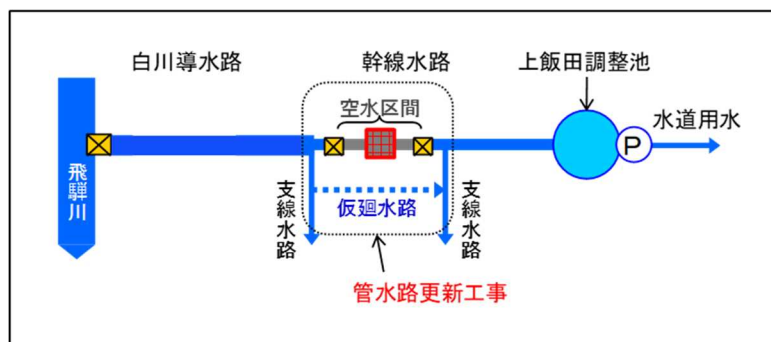 白川導水路
幹線水路
上飯田調整池
空水区間
水道用水
P
飛騨川
支線水路
仮廻水路
支線水路
管水路更新工事